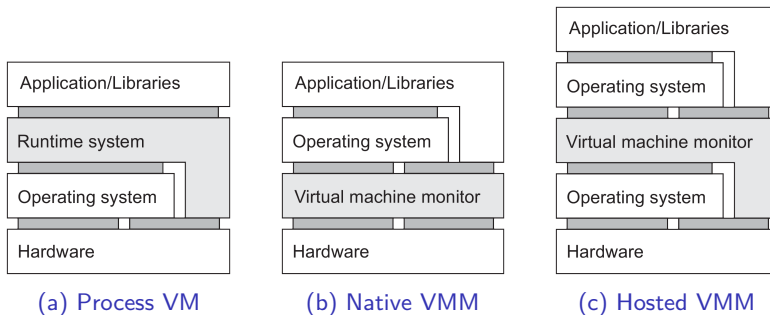 Application/Libraries
Runtime system
Operating system
Hardware
(a) Process VM
Application/Libraries
Operating system
Virtual machine monitor
Hardware
(b) Native VMM
Application/Libraries
Operating system
Virtual machine monitor
Operating system
Hardware
(c) Hosted VMM